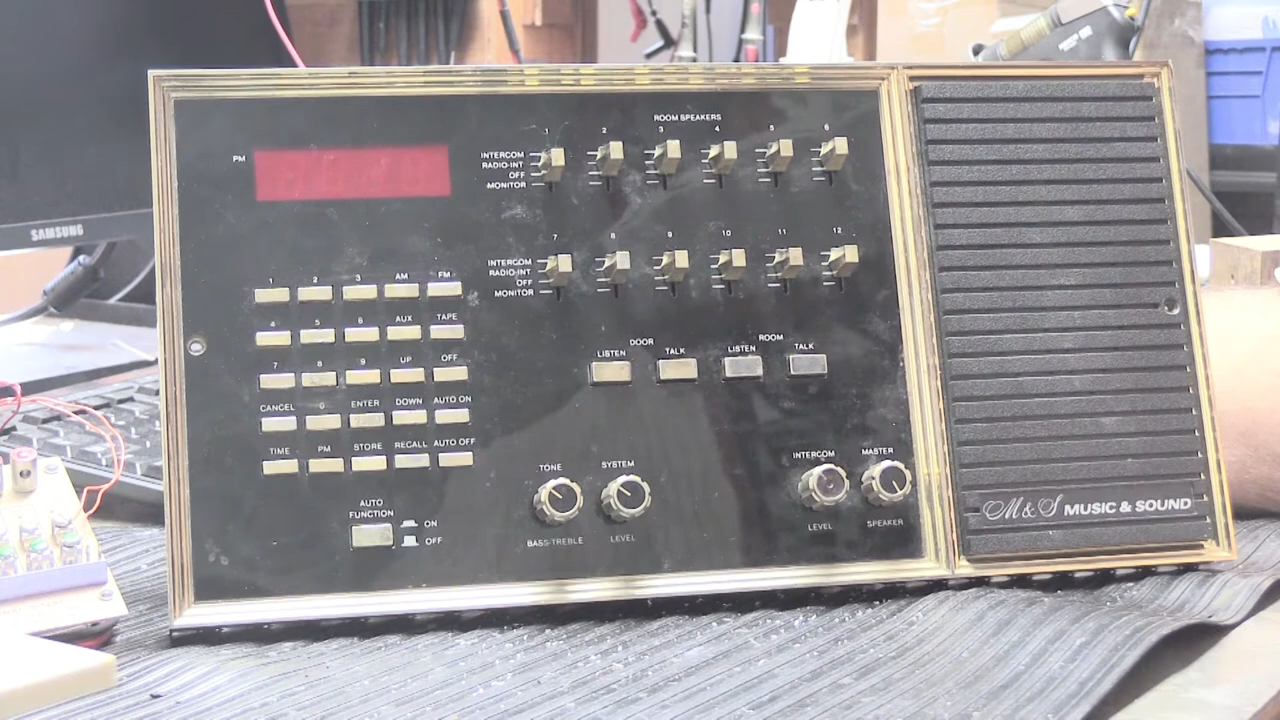 SAMSUNG
PM
ROOM SPEAKERS
1 2 3 4 5 6
INTERCOM
RADIO-INT
OFF
MONITOR
7 8 9 10 11 12
INTERCOM
RADIO-INT
OFF
MONITOR
1 2 3 AM FM
4 5 6 AUX TAPE
7 8 9 UP OFF
CANCEL 0 ENTER DOWN AUTO ON
TIME PM STORE RECALL AUTO OFF
AUTO
FUNCTION
ON
OFF
DOOR
LISTEN TALK
ROOM
LISTEN TALK
TONE
BASS-TREBLE
SYSTEM
LEVEL
INTERCOM
LEVEL
MASTER
SPEAKER
M&S MUSIC & SOUND